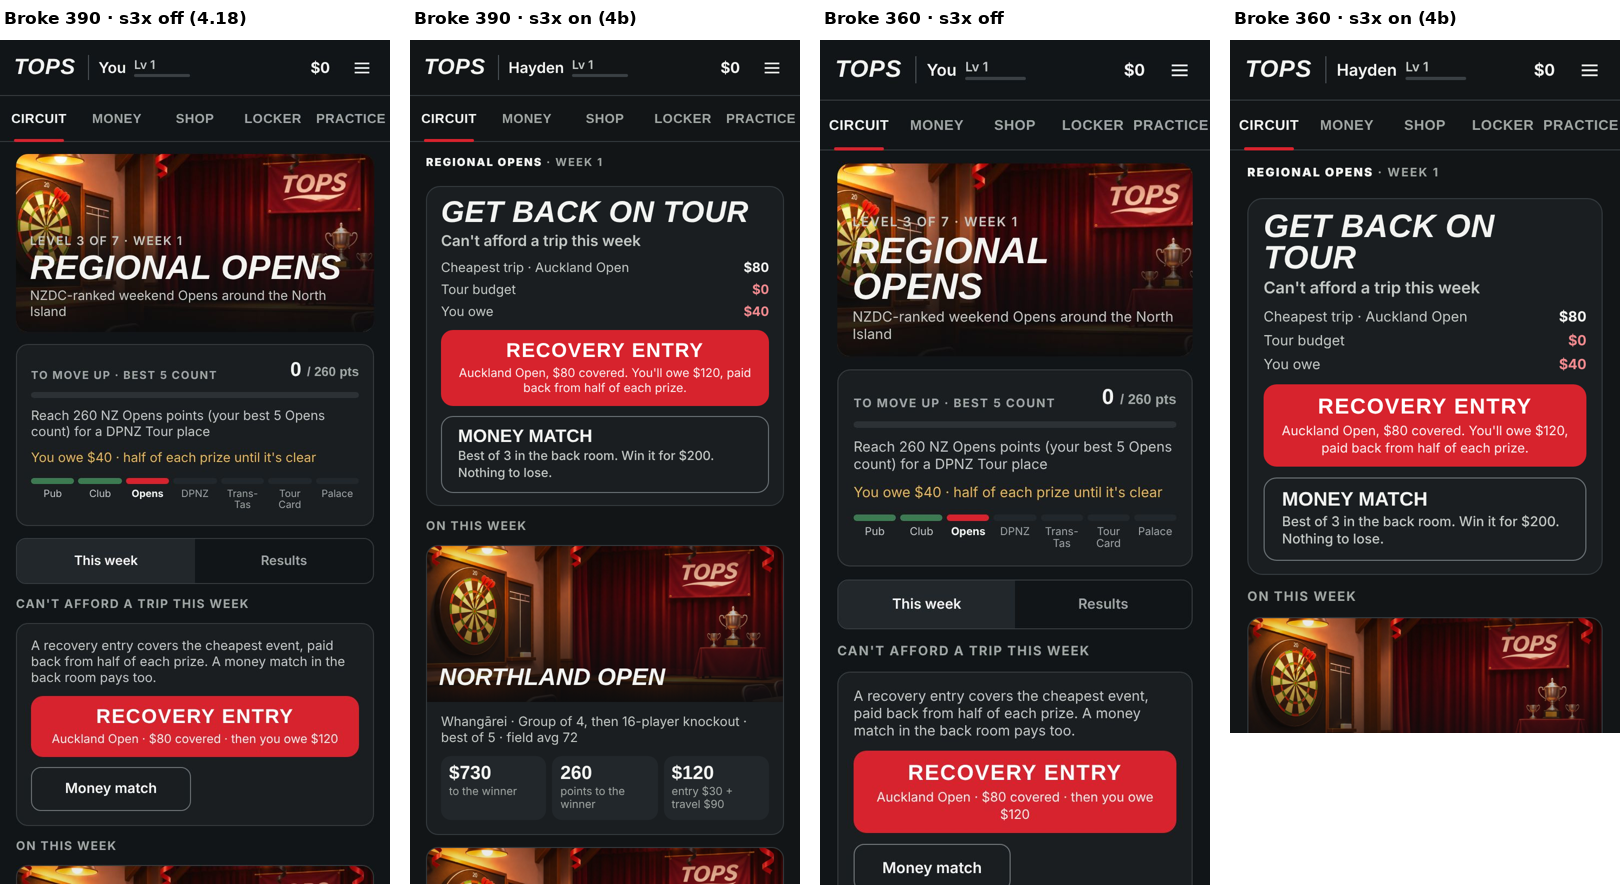 Broke 390 · s3x off (4.18)
TOPS
You Lv 1
$0
CIRCUIT MONEY SHOP LOCKER PRACTICE
TOPS
LEVEL 3 OF 7 · WEEK 1
REGIONAL OPENS
NZDC-ranked weekend Opens around the North
Island
TO MOVE UP · BEST 5 COUNT
0 / 260 pts
Reach 260 NZ Opens points (your best 5 Opens
count) for a DPNZ Tour place
You owe $40 · half of each prize until it's clear
Pub Club Opens DPNZ Trans-
Tas Tour
Card Palace
This week Results
CAN'T AFFORD A TRIP THIS WEEK
A recovery entry covers the cheapest event, paid
back from half of each prize. A money match in the
back room pays too.
RECOVERY ENTRY
Auckland Open · $80 covered · then you owe $120
Money match
ON THIS WEEK
Broke 390 · s3x on (4b)
TOPS
Hayden Lv 1
$0
CIRCUIT MONEY SHOP LOCKER PRACTICE
REGIONAL OPENS · WEEK 1
GET BACK ON TOUR
Can't afford a trip this week
Cheapest trip · Auckland Open $80
Tour budget $0
You owe $40
RECOVERY ENTRY
Auckland Open, $80 covered. You'll owe $120, paid
back from half of each prize.
MONEY MATCH
Best of 3 in the back room. Win it for $200.
Nothing to lose.
ON THIS WEEK
TOPS
NORTHLAND OPEN
Whangārei · Group of 4, then 16-player knockout ·
best of 5 · field avg 72
$730
to the winner
260
points to the
winner
$120
entry $30 +
travel $90
Broke 360 · s3x off
TOPS
You Lv 1
$0
CIRCUIT MONEY SHOP LOCKER PRACTICE
TOPS
LEVEL 3 OF 7 · WEEK 1
REGIONAL
OPENS
NZDC-ranked weekend Opens around the North
Island
TO MOVE UP · BEST 5 COUNT
0 / 260 pts
Reach 260 NZ Opens points (your best 5 Opens
count) for a DPNZ Tour place
You owe $40 · half of each prize until it's clear
Pub Club Opens DPNZ Trans-
Tas Tour
Card Palace
This week Results
CAN'T AFFORD A TRIP THIS WEEK
A recovery entry covers the cheapest event,
paid back from half of each prize. A money
match in the back room pays too.
RECOVERY ENTRY
Auckland Open · $80 covered · then you owe
$120
Money match
Broke 360 · s3x on (4b)
TOPS
Hayden Lv 1
$0
CIRCUIT MONEY SHOP LOCKER PRACTICE
REGIONAL OPENS · WEEK 1
GET BACK ON
TOUR
Can't afford a trip this week
Cheapest trip · Auckland Open $80
Tour budget $0
You owe $40
RECOVERY ENTRY
Auckland Open, $80 covered. You'll owe $120,
paid back from half of each prize.
MONEY MATCH
Best of 3 in the back room. Win it for $200.
Nothing to lose.
ON THIS WEEK
TOPS